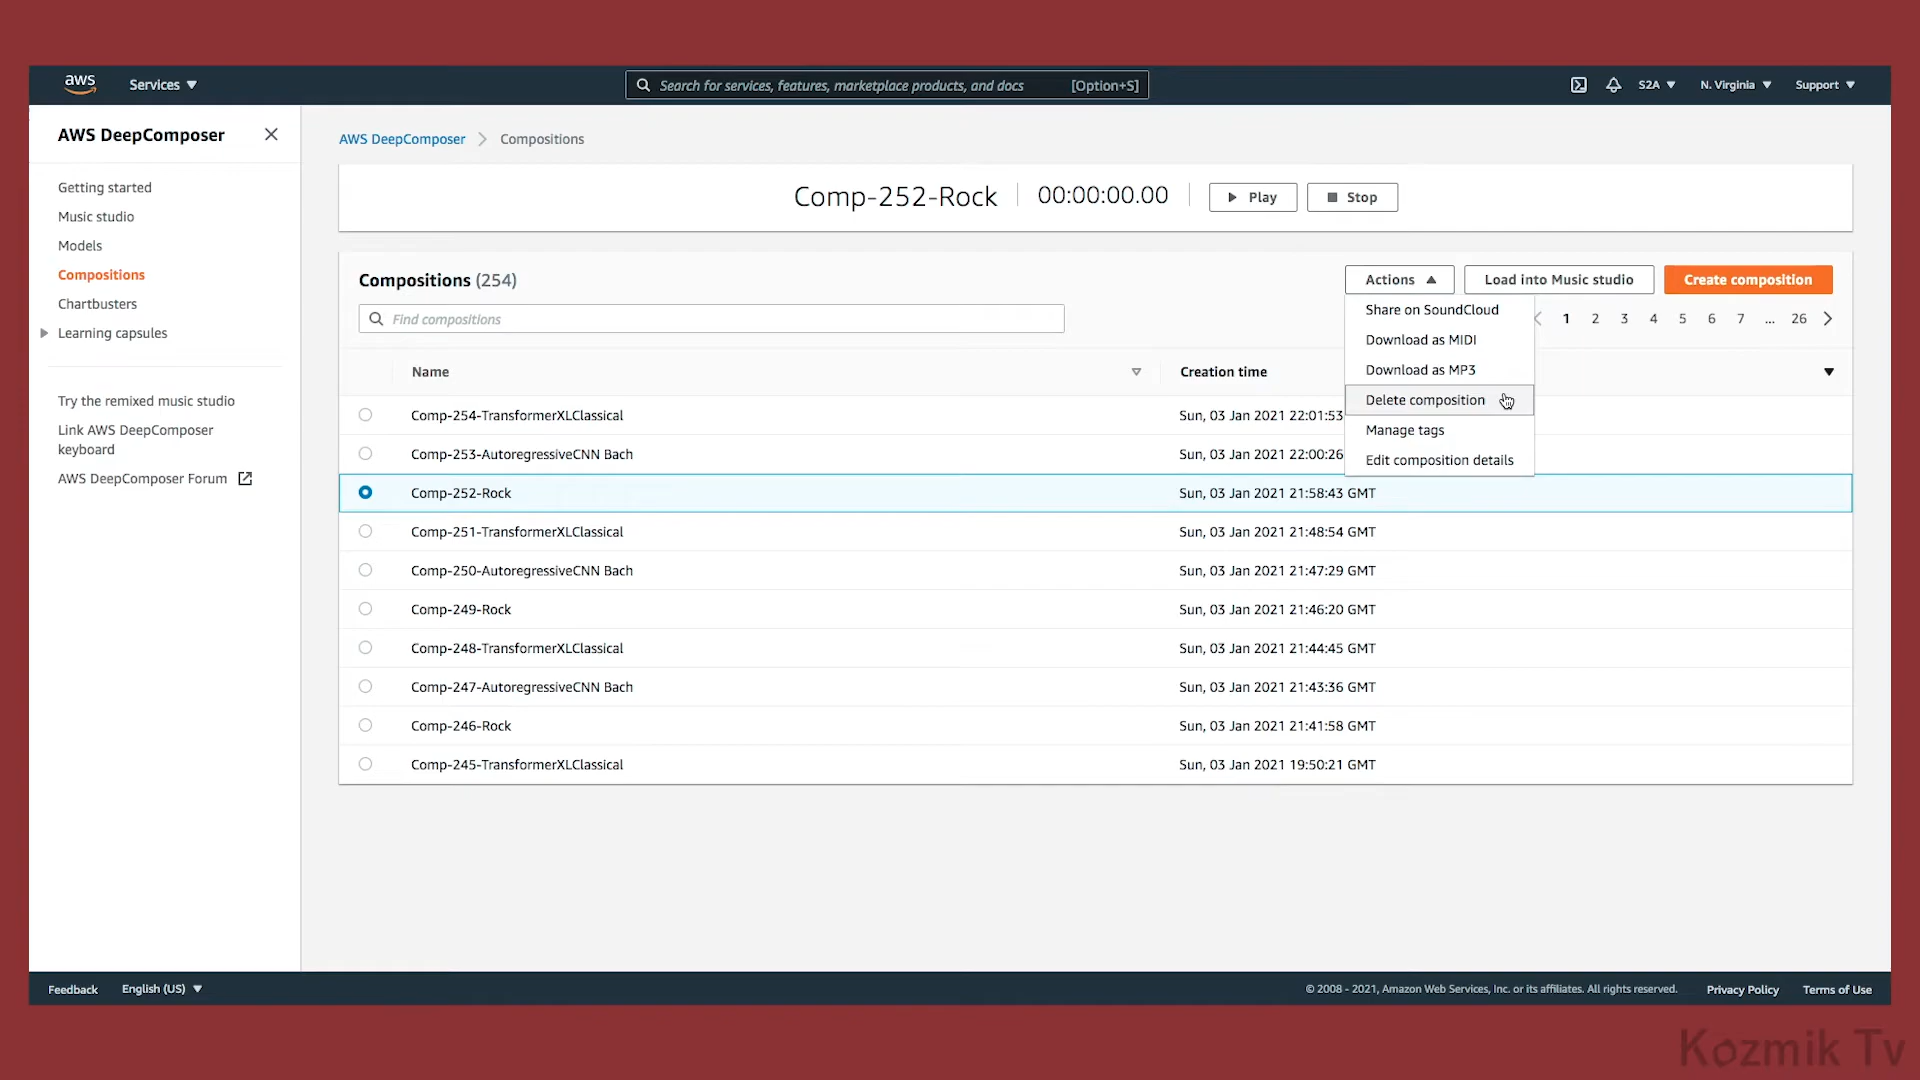 aws
Services
Search for services, features, marketplace products, and docs [Option+S]
S2A
N. Virginia
Support
AWS DeepComposer
Getting started
Music studio
Models
Compositions
Chartbusters
Learning capsules
Try the remixed music studio
Link AWS DeepComposer
keyboard
AWS DeepComposer Forum
AWS DeepComposer > Compositions
Comp-252-Rock 00:00:00.00 Play Stop
Compositions (254)
Actions
Load into Music studio
Create composition
Find compositions
Share on SoundCloud
Download as MIDI
Download as MP3
Delete composition
Manage tags
Edit composition details
1 2 3 4 5 6 7 ... 26
Name Creation time
Comp-254-TransformerXLClassical Sun, 03 Jan 2021 22:01:53
Comp-253-AutoregressiveCNN Bach Sun, 03 Jan 2021 22:00:26
Comp-252-Rock Sun, 03 Jan 2021 21:58:43 GMT
Comp-251-TransformerXLClassical Sun, 03 Jan 2021 21:48:54 GMT
Comp-250-AutoregressiveCNN Bach Sun, 03 Jan 2021 21:47:29 GMT
Comp-249-Rock Sun, 03 Jan 2021 21:46:20 GMT
Comp-248-TransformerXLClassical Sun, 03 Jan 2021 21:44:45 GMT
Comp-247-AutoregressiveCNN Bach Sun, 03 Jan 2021 21:43:36 GMT
Comp-246-Rock Sun, 03 Jan 2021 21:41:58 GMT
Comp-245-TransformerXLClassical Sun, 03 Jan 2021 19:50:21 GMT
Feedback English (US)
© 2008 - 2021, Amazon Web Services, Inc. or its affiliates. All rights reserved. Privacy Policy Terms of Use
Kozmik Tv